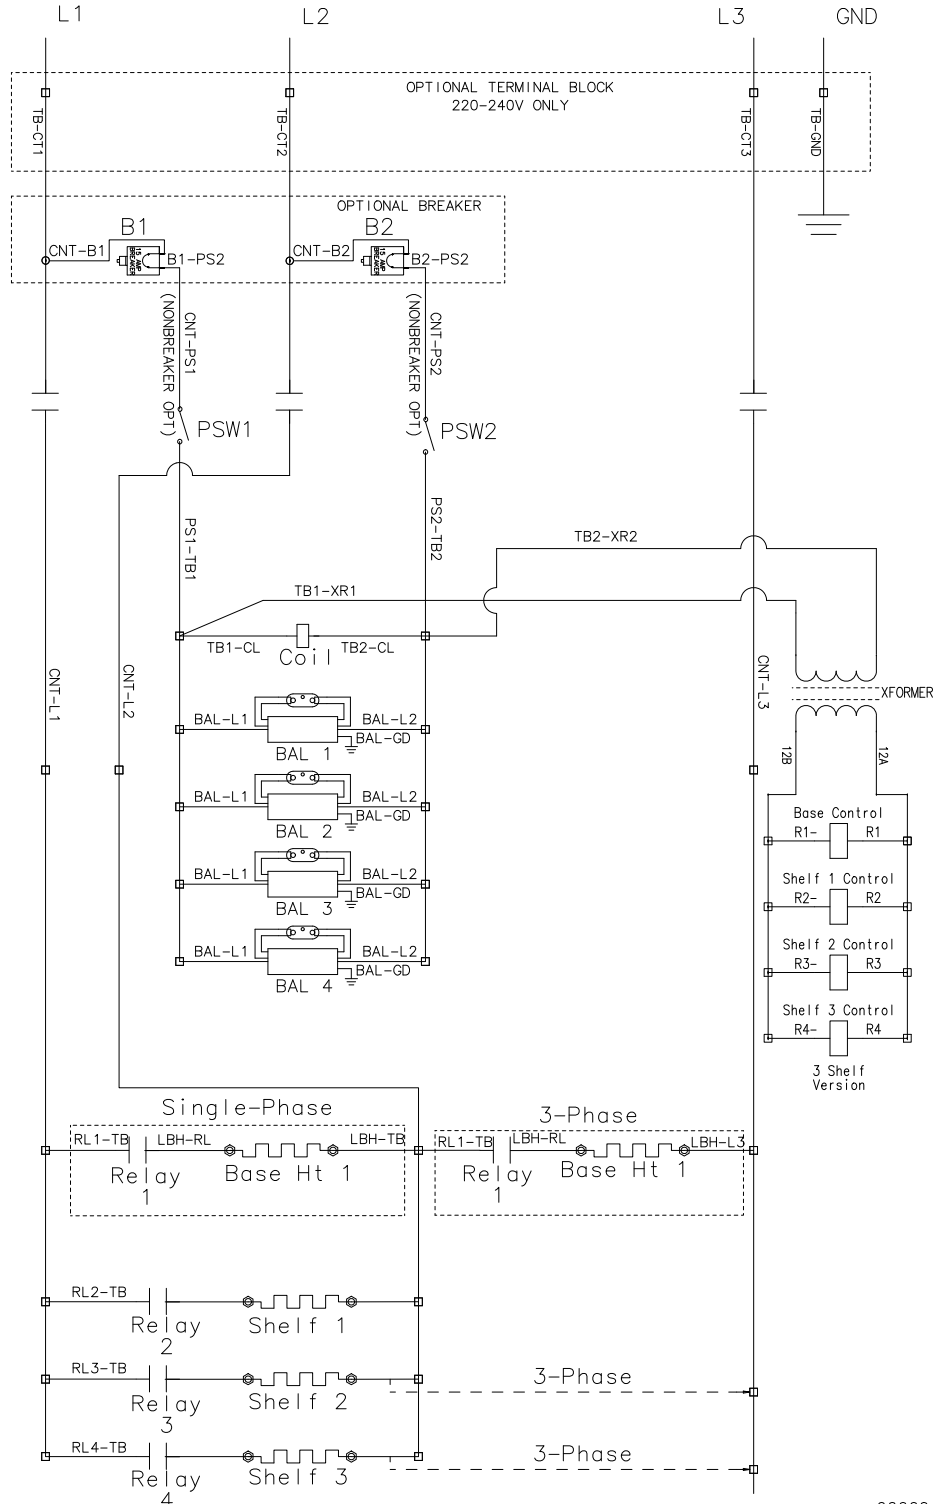 L1
L2
L3
GND
OPTIONAL TERMINAL BLOCK
220-240V ONLY
TB-CT1
TB-CT2
TB-CT3
TB-GND
OPTIONAL BREAKER
B1
B2
CNT-B1
15 AMP
BREAKER
B1-PS2
CNT-B2
15 AMP
BREAKER
B2-PS2
CNT-PS1
(NONBREAKER OPT)
CNT-PS2
(NONBREAKER OPT)
PSW1
PSW2
PS1-TB1
PS2-TB2
TB2-XR2
TB1-XR1
TB1-CL
TB2-CL
Coil
CNT-L1
CNT-L2
CNT-L3
XFORMER
BAL-L1
BAL-L2
BAL-GD
BAL 1
12B
12A
BAL-L1
BAL-L2
BAL-GD
BAL 2
Base Control
R1-
R1
BAL-L1
BAL-L2
BAL-GD
BAL 3
Shelf 1 Control
R2-
R2
BAL-L1
BAL-L2
BAL-GD
BAL 4
Shelf 2 Control
R3-
R3
Shelf 3 Control
R4-
R4
3 Shelf
Version
Single-Phase
3-Phase
RL1-TB
LBH-RL
LBH-TB
RL1-TB
LBH-RL
LBH-L3
Relay
1
Base Ht 1
Relay
1
Base Ht 1
RL2-TB
Relay
2
Shelf 1
RL3-TB
Relay
3
Shelf 2
3-Phase
RL4-TB
Relay
4
Shelf 3
3-Phase